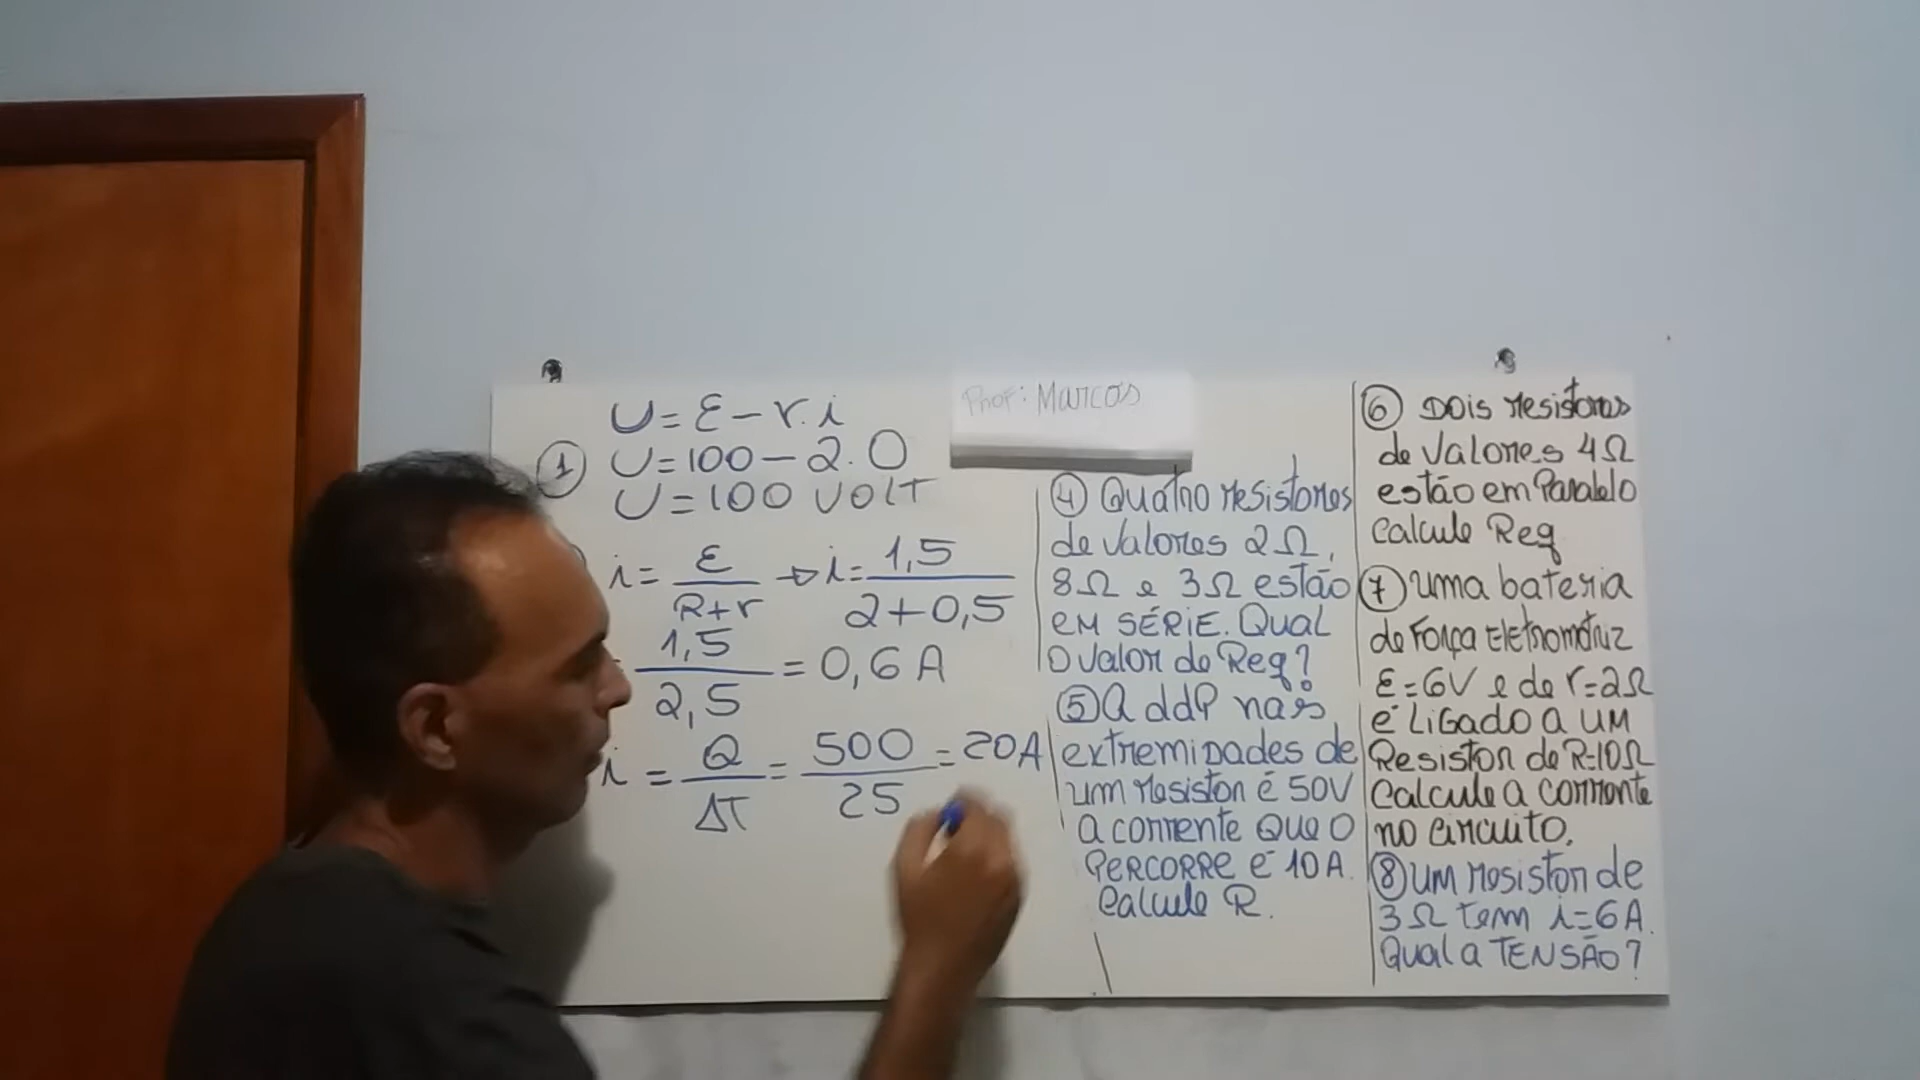 Prof: Marcos
U = ε - r.i
① U = 100 - 2.0
U = 100 VOLT
i = ε/R+r → i = 1,5/2+0,5
1,5/2,5 = 0,6 A
i = Q/ΔT = 500/25 = 20A
④ Quatro resistores
de valores 2Ω,
8Ω e 3Ω estão
EM SÉRIE. Qual
o valor de Req?
⑤ A ddP nas
extremidades de
um resistor é 50V
a corrente que o
PERCORRE É 10A.
Calcule R.
⑥ Dois resistores
de valores 4Ω
estão em Paralelo
Calcule Req
⑦ uma bateria
de Força Eletromotriz
ε = 6V e de r=2Ω
é LIGADO A UM
Resistor de R=10Ω
Calcule a corrente
no circuito.
⑧ UM resistor de
3Ω tem i=6A.
Qual a TENSÃO?